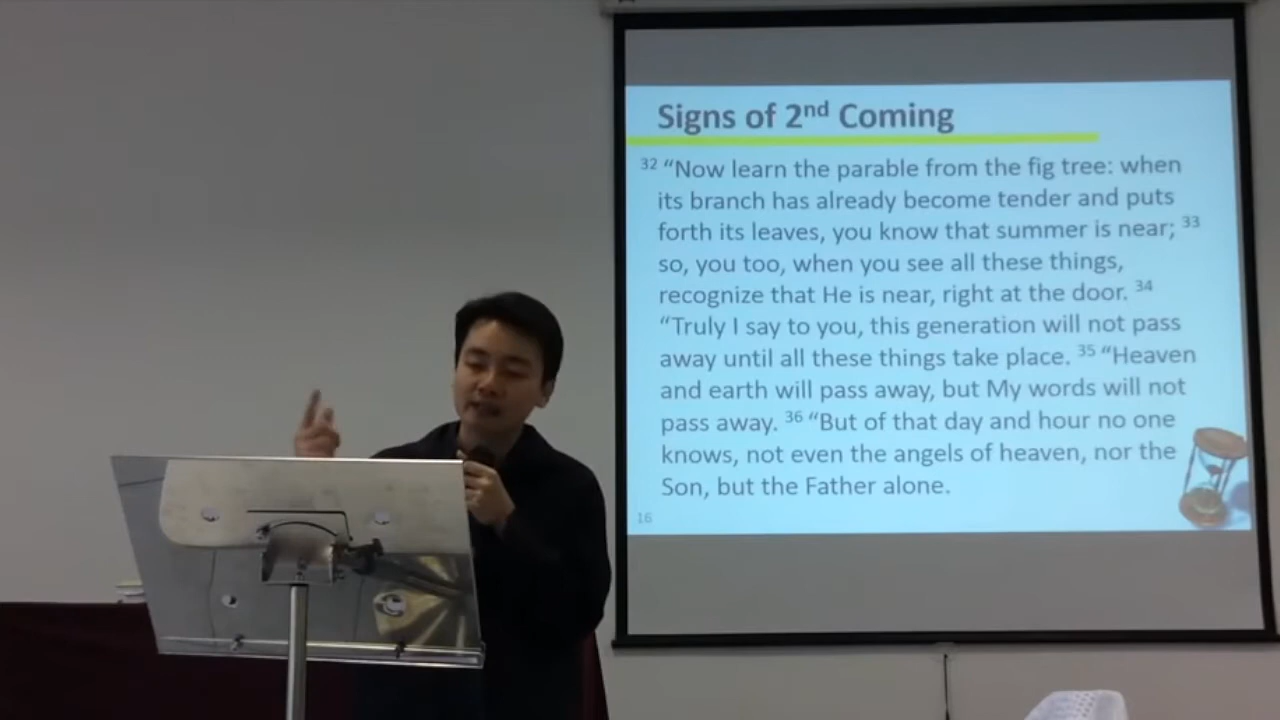 Signs of 2nd Coming
32 “Now learn the parable from the fig tree: when
its branch has already become tender and puts
forth its leaves, you know that summer is near; 33
so, you too, when you see all these things,
recognize that He is near, right at the door. 34
“Truly I say to you, this generation will not pass
away until all these things take place. 35 “Heaven
and earth will pass away, but My words will not
pass away. 36 “But of that day and hour no one
knows, not even the angels of heaven, nor the
Son, but the Father alone.
16